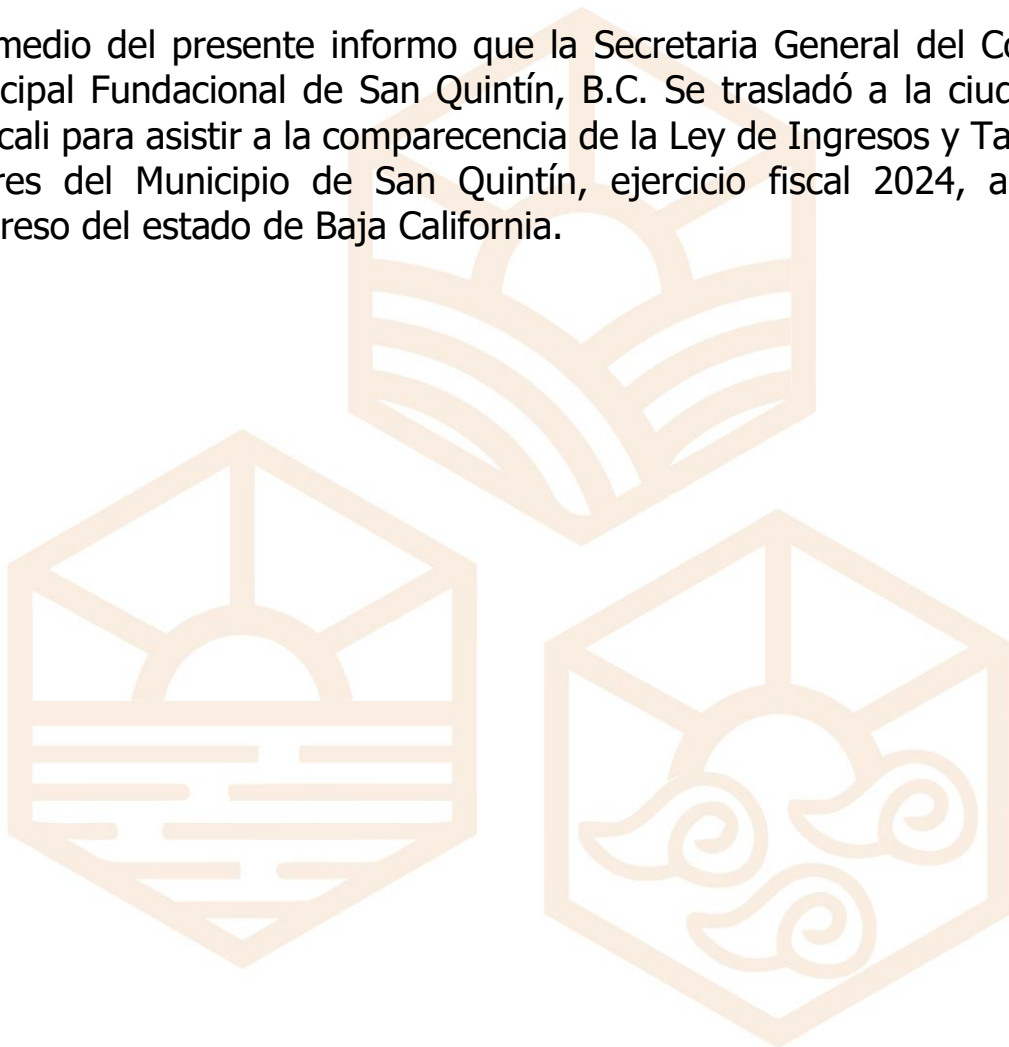 medio del presente informo que la Secretaria General del Co
cipal Fundacional de San Quintín, B.C. Se trasladó a la ciud
cali para asistir a la comparecencia de la Ley de Ingresos y Ta
res del Municipio de San Quintín, ejercicio fiscal 2024, a
reso del estado de Baja California.